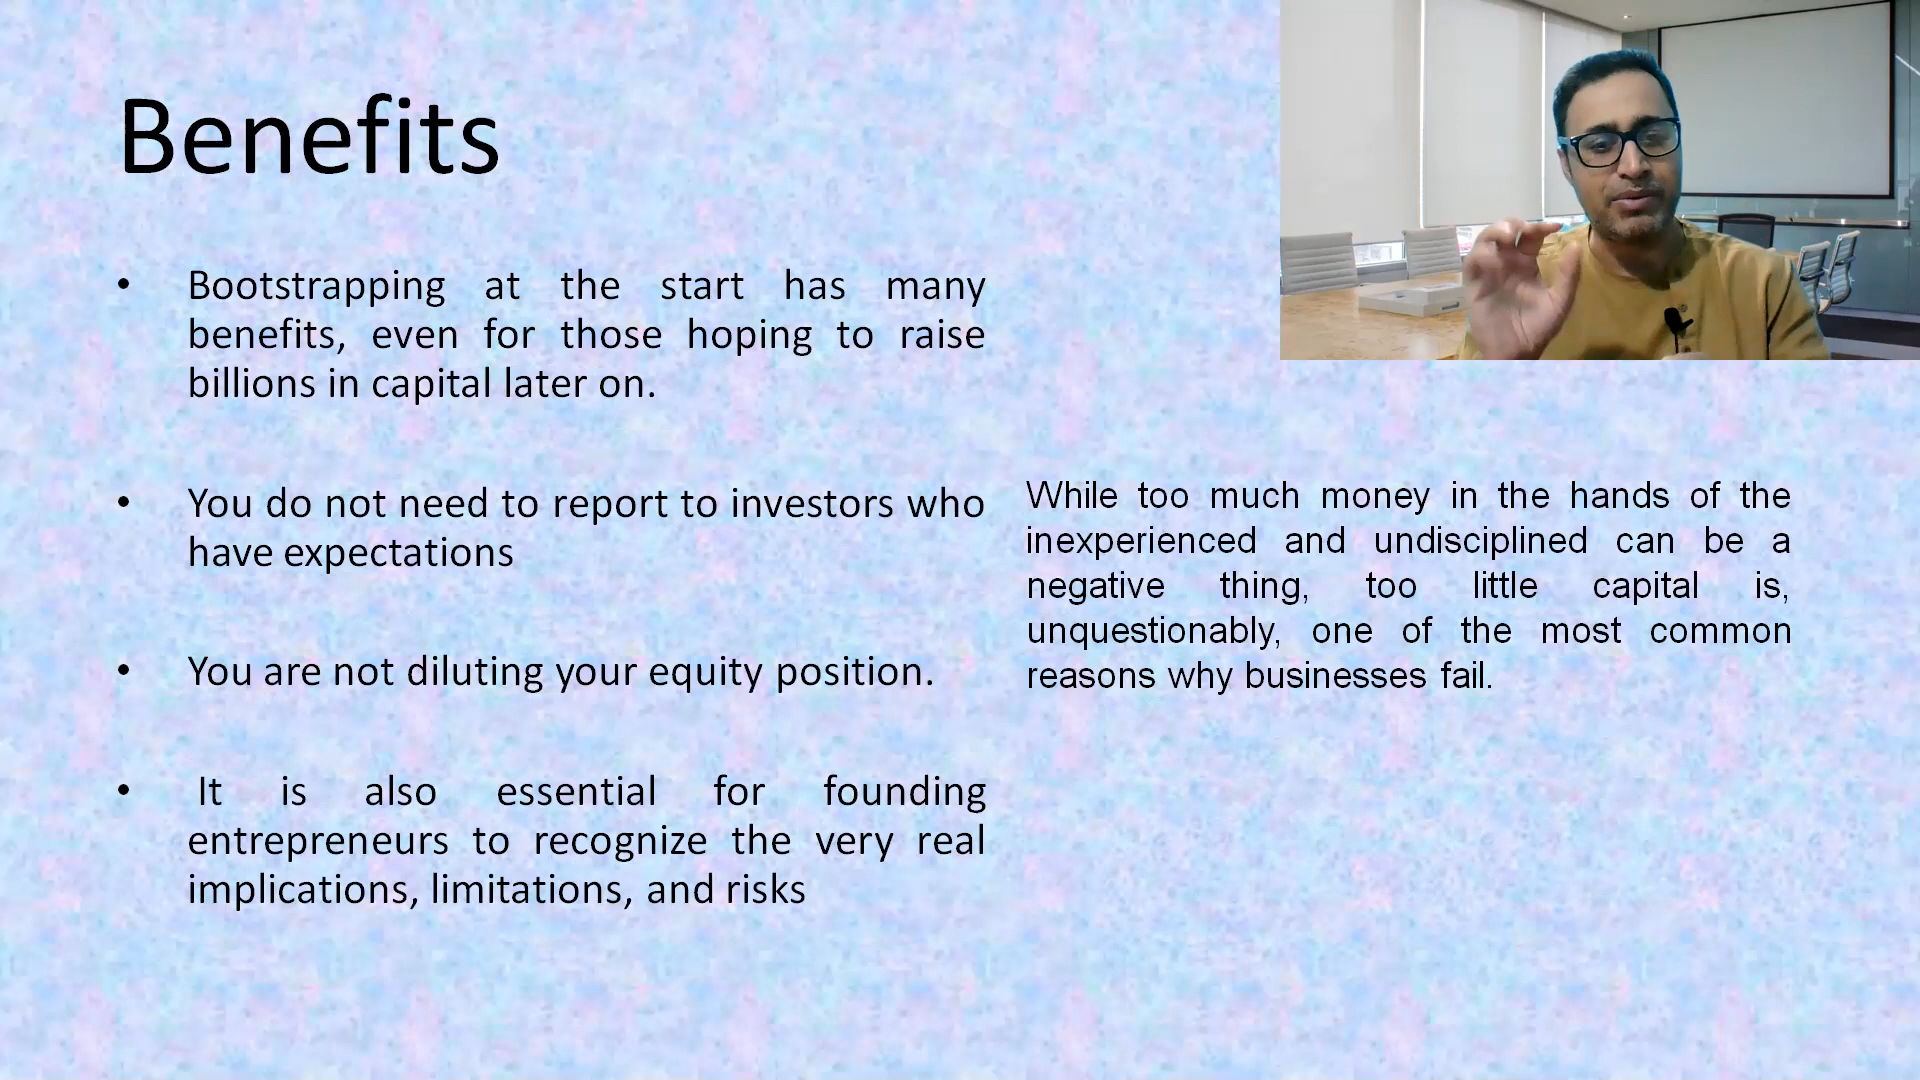 Benefits
• Bootstrapping at the start has many
benefits, even for those hoping to raise
billions in capital later on.
• You do not need to report to investors who
have expectations
• You are not diluting your equity position.
• It is also essential for founding
entrepreneurs to recognize the very real
implications, limitations, and risks
While too much money in the hands of the
inexperienced and undisciplined can be a
negative thing, too little capital is,
unquestionably, one of the most common
reasons why businesses fail.